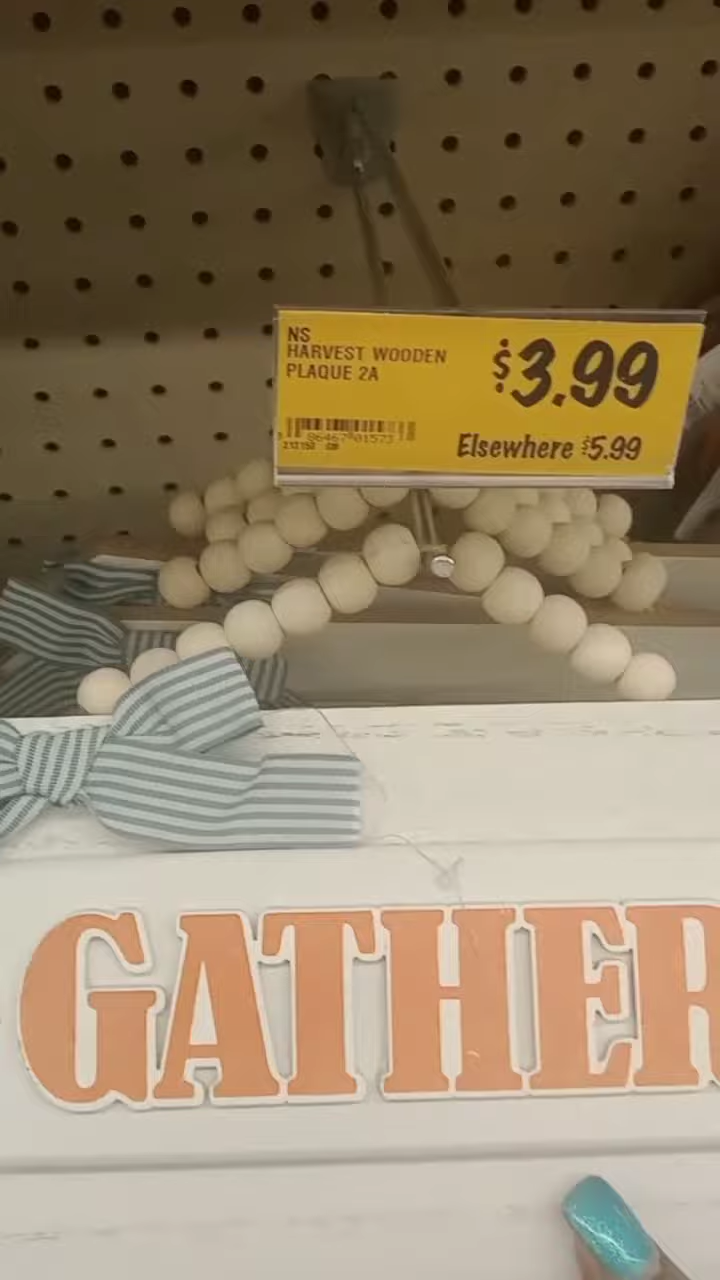 NS
HARVEST WOODEN
PLAQUE 2A
$3.99
Elsewhere $5.99
GATHER